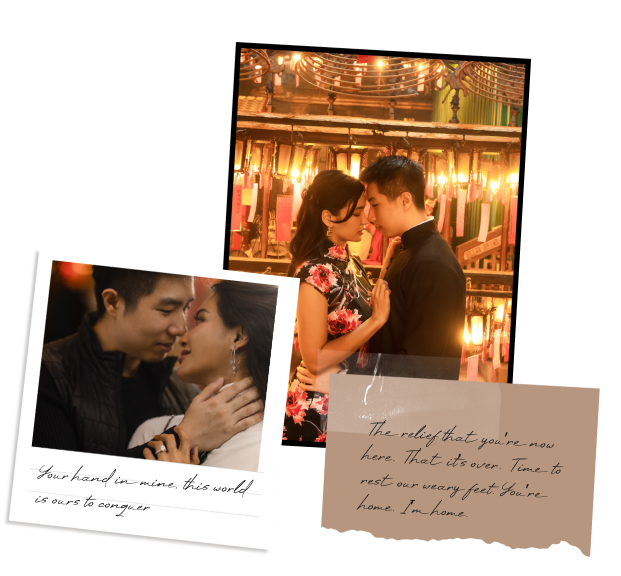 Your hand in mine, this world
is ours to conquer
The relief that you're now
here. That it's over. Time to
rest our weary feet. You're
home. I'm home.